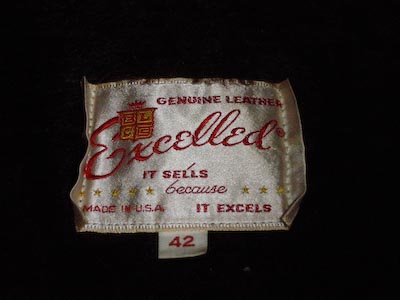 GENUINE LEATHER
Excelled®
IT SELLS
because
MADE IN U.S.A. IT EXCELS
42